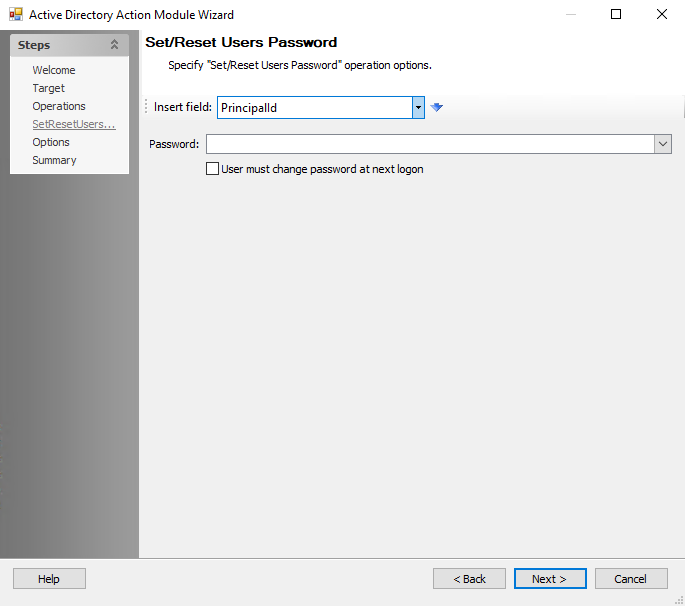 Active Directory Action Module Wizard
Steps
Welcome
Target
Operations
SetResetUsers...
Options
Summary
Set/Reset Users Password
Specify "Set/Reset Users Password" operation options.
Insert field: PrincipalId
Password:
User must change password at next logon
Help
< Back
Next >
Cancel